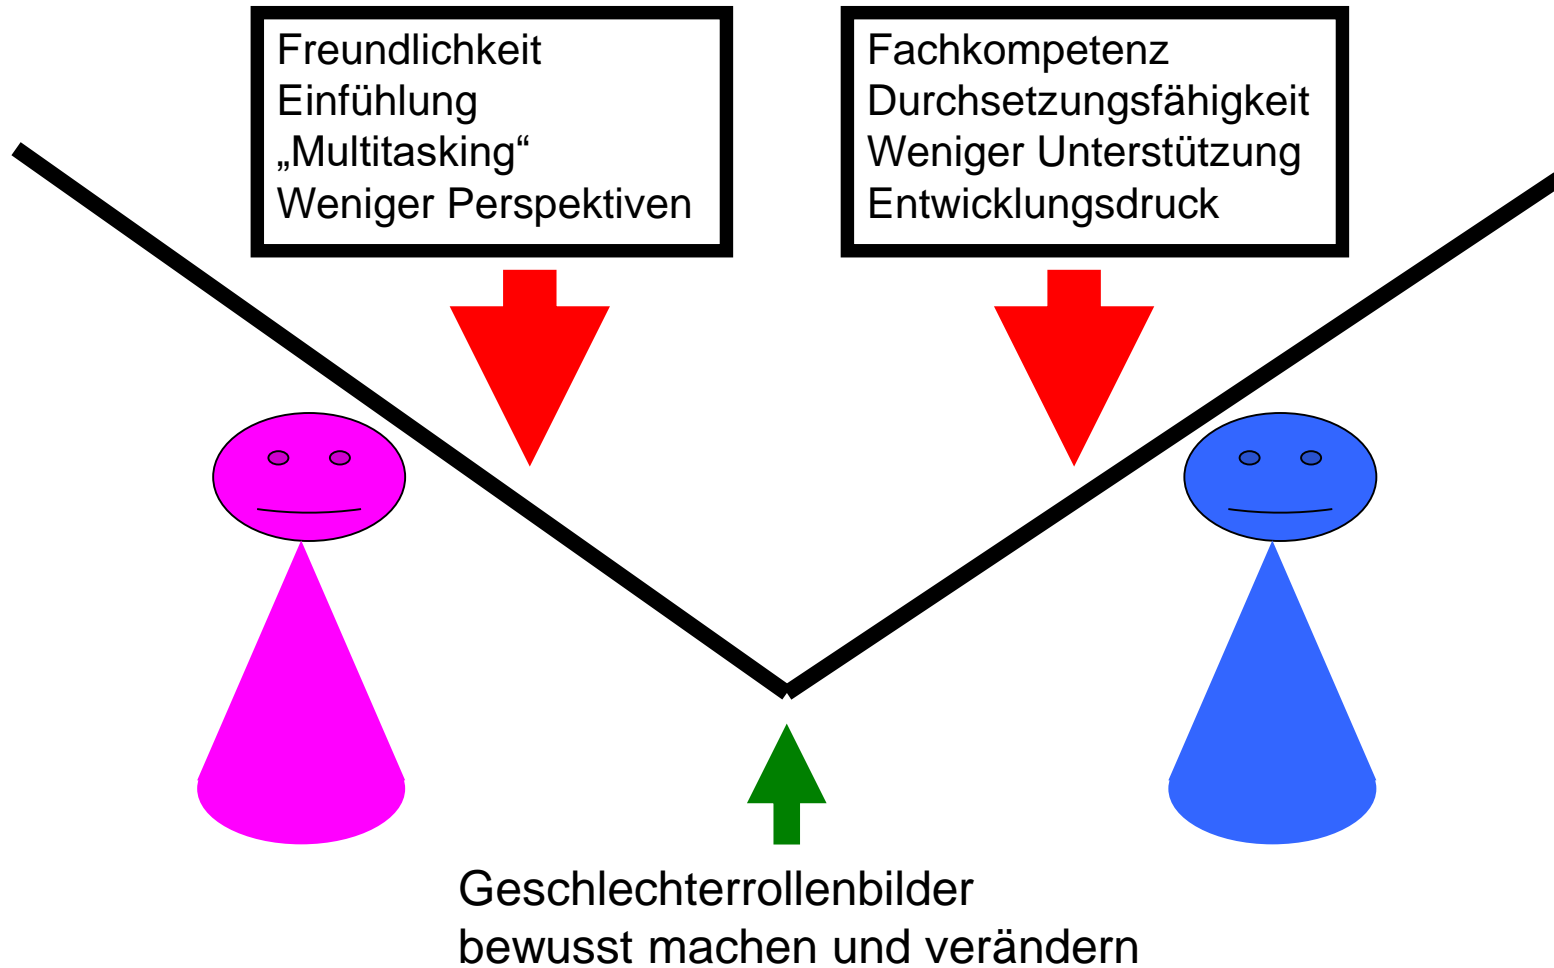 Freundlichkeit
Einfühlung
„Multitasking“
Weniger Perspektiven
Fachkompetenz
Durchsetzungsfähigkeit
Weniger Unterstützung
Entwicklungsdruck
Geschlechterrollenbilder
bewusst machen und verändern